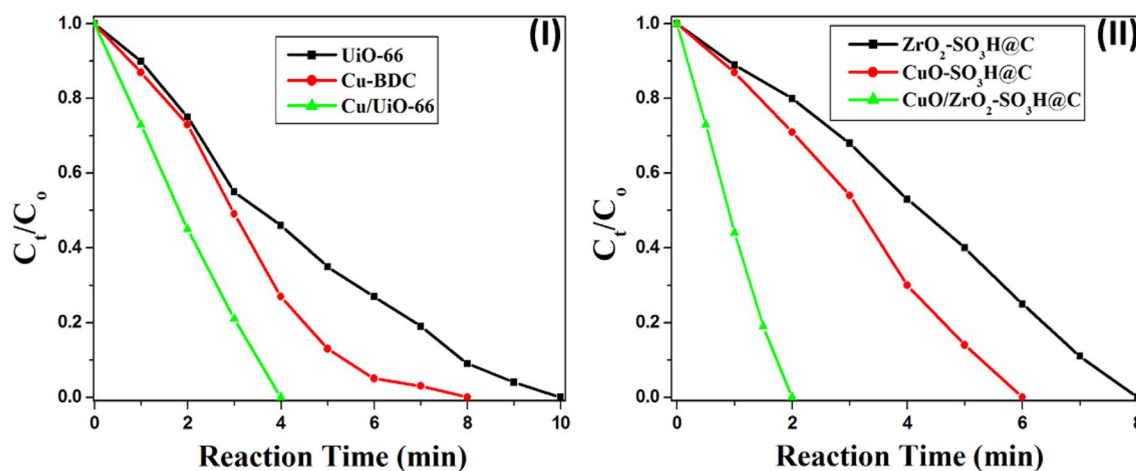 (I)
UiO-66
Cu-BDC
Cu/UiO-66
1.0
0.8
0.6
0.4
0.2
0.0
Cₜ/Cₒ
0 2 4 6 8 10
Reaction Time (min)
(II)
ZrO₂-SO₃H@C
CuO-SO₃H@C
CuO/ZrO₂-SO₃H@C
1.0
0.8
0.6
0.4
0.2
0.0
Cₜ/Cₒ
0 2 4 6 8
Reaction Time (min)